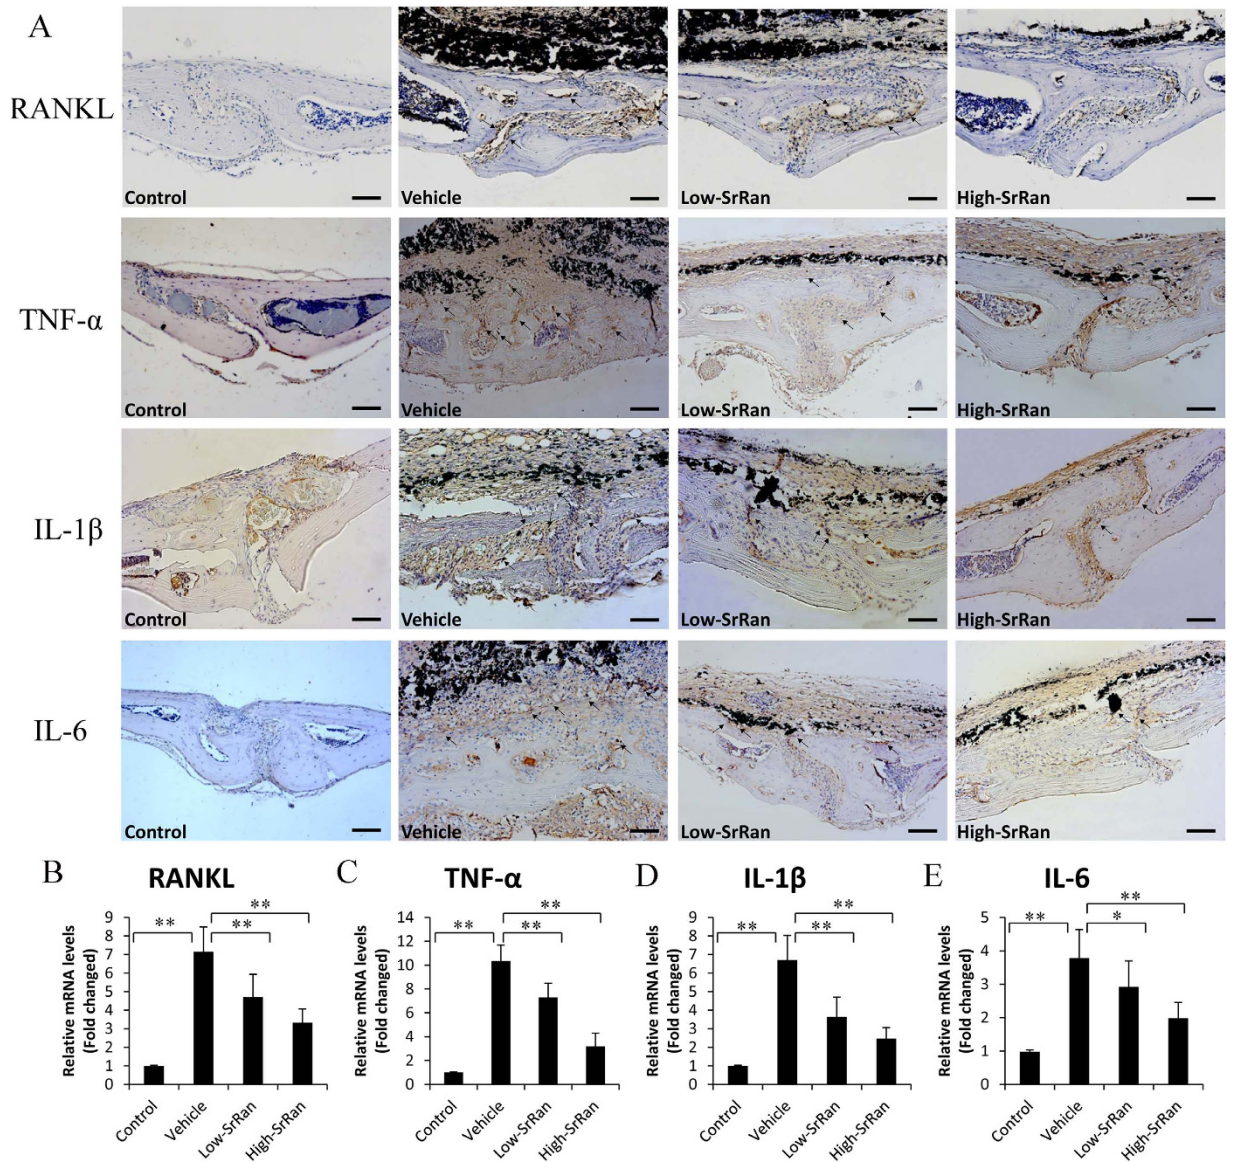 A
RANKL
Control
Vehicle
Low-SrRan
High-SrRan
TNF-α
Control
Vehicle
Low-SrRan
High-SrRan
IL-1β
Control
Vehicle
Low-SrRan
High-SrRan
IL-6
Control
Vehicle
Low-SrRan
High-SrRan
B
RANKL
Relative mRNA levels
(Fold changed)
9
8
7
6
5
4
3
2
1
0
**
**
**
Control
Vehicle
Low-SrRan
High-SrRan
C
TNF-α
Relative mRNA levels
(Fold changed)
14
12
10
8
6
4
2
0
**
**
**
Control
Vehicle
Low-SrRan
High-SrRan
D
IL-1β
Relative mRNA levels
(Fold changed)
9
8
7
6
5
4
3
2
1
0
**
**
**
Control
Vehicle
Low-SrRan
High-SrRan
E
IL-6
Relative mRNA levels
(Fold changed)
5
4
3
2
1
0
**
**
*
Control
Vehicle
Low-SrRan
High-SrRan